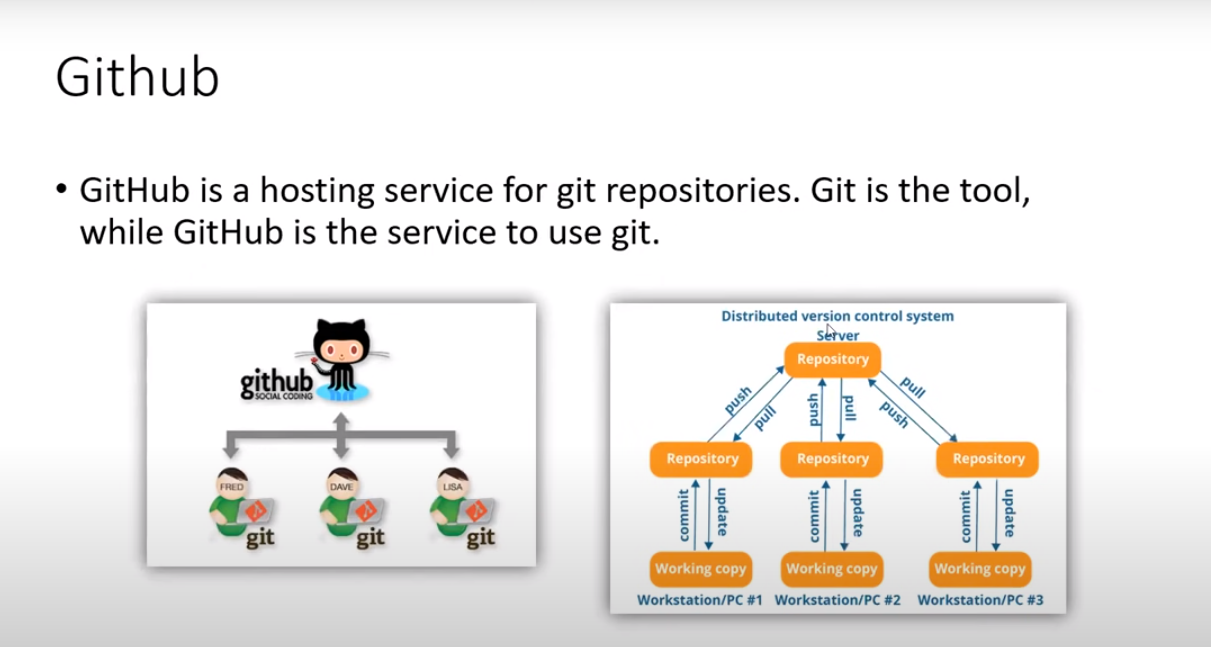 Github
• GitHub is a hosting service for git repositories. Git is the tool,
while GitHub is the service to use git.
github
SOCIAL CODING
FRED
DAVE
LISA
git
git
git
Distributed version control system
Server
Repository
push
pull
push
pull
push
pull
Repository
Repository
Repository
commit
update
commit
update
commit
update
Working copy
Working copy
Working copy
Workstation/PC #1
Workstation/PC #2
Workstation/PC #3